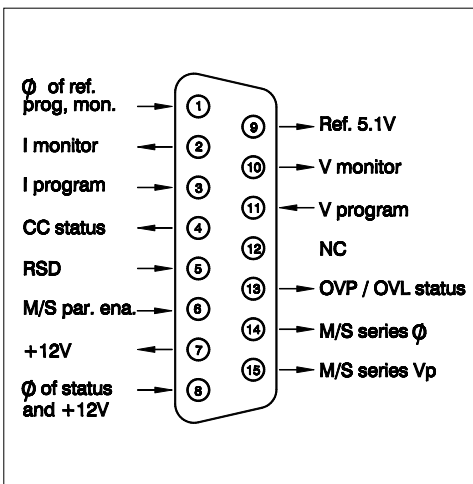 Ø of ref.
prog, mon.
I monitor
I program
CC status
RSD
M/S par. ena.
+12V
Ø of status
and +12V
1
2
3
4
5
6
7
8
9
10
11
12
13
14
15
Ref. 5.1V
V monitor
V program
NC
OVP / OVL status
M/S series Ø
M/S series Vp